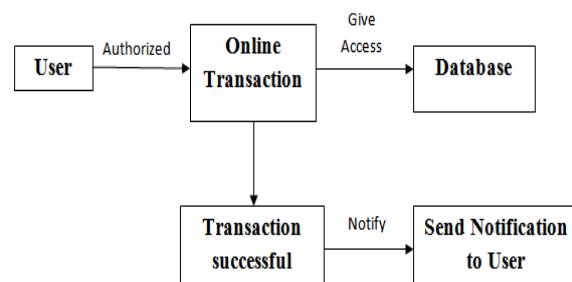 Give
Access
Authorized
User
Online
Transaction
Database
Transaction
successful
Notify
Send Notification
to User